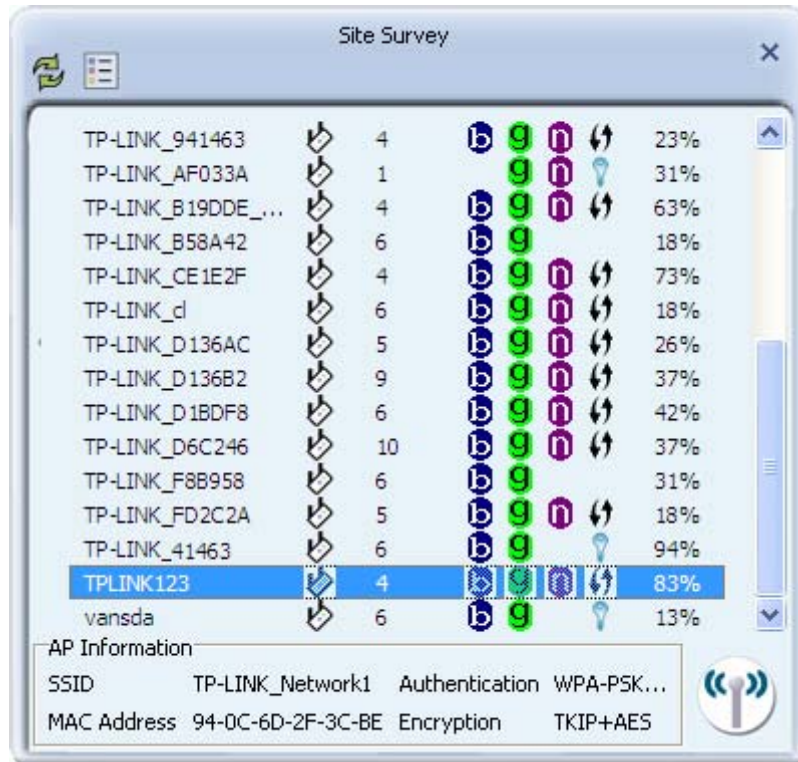 Site Survey
TP-LINK_941463 4 b g n 23%
TP-LINK_AF033A 1 g n 31%
TP-LINK_B19DDE_... 4 b g n 63%
TP-LINK_B58A42 6 b g 18%
TP-LINK_CE1E2F 4 b g n 73%
TP-LINK_cl 6 b g n 18%
TP-LINK_D136AC 5 b g n 26%
TP-LINK_D136B2 9 b g n 37%
TP-LINK_D1BDF8 6 b g n 42%
TP-LINK_D6C246 10 b g n 37%
TP-LINK_F8B958 6 b g 31%
TP-LINK_FD2C2A 5 b g n 18%
TP-LINK_41463 6 b g 94%
TPLINK123 4 b g n 83%
vansda 6 b g 13%
AP Information
SSID TP-LINK_Network1 Authentication WPA-PSK...
MAC Address 94-0C-6D-2F-3C-BE Encryption TKIP+AES